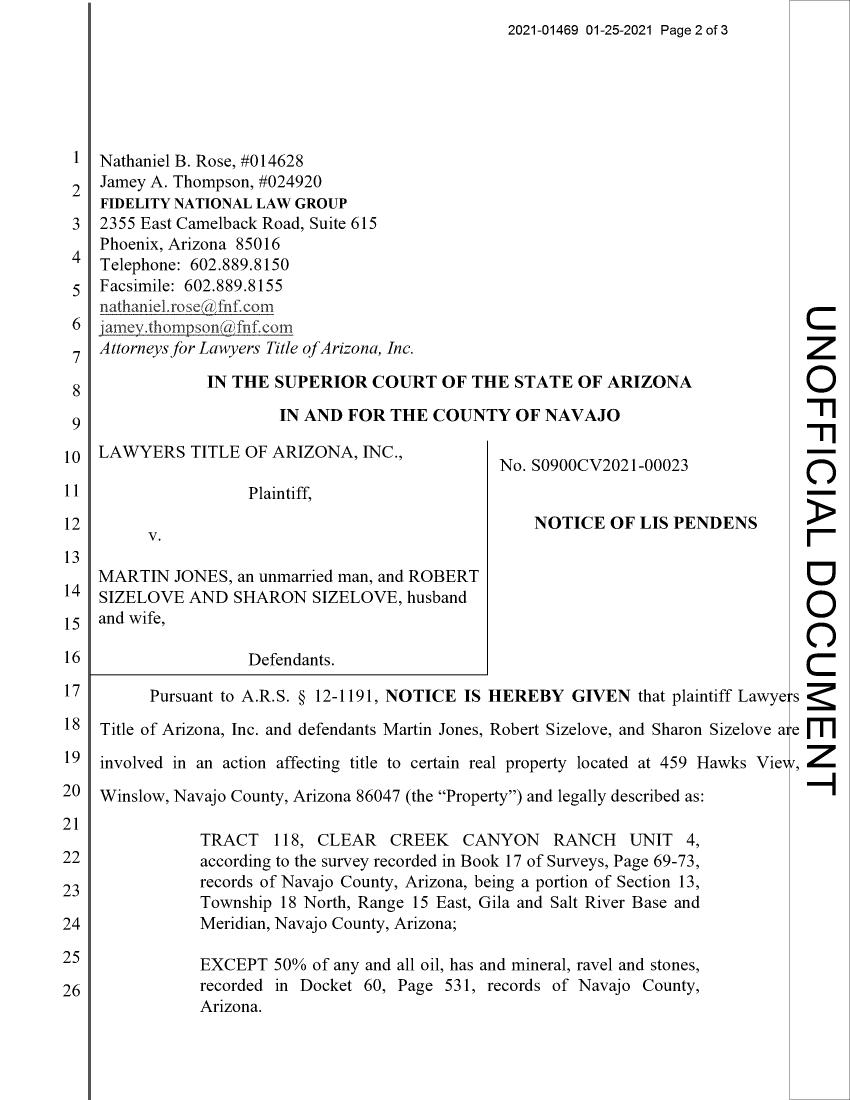 2021-01469 01-25-2021 Page 2 of 3
1
2
3
4
5
6
7
8
9
10
11
12
13
14
15
16
17
18
19
20
21
22
23
24
25
26
Nathaniel B. Rose, #014628
Jamey A. Thompson, #024920
FIDELITY NATIONAL LAW GROUP
2355 East Camelback Road, Suite 615
Phoenix, Arizona 85016
Telephone: 602.889.8150
Facsimile: 602.889.8155
nathaniel.rose@fnf.com
jamey.thompson@fnf.com
Attorneys for Lawyers Title of Arizona, Inc.
IN THE SUPERIOR COURT OF THE STATE OF ARIZONA
IN AND FOR THE COUNTY OF NAVAJO
LAWYERS TITLE OF ARIZONA, INC.,
Plaintiff,
v.
MARTIN JONES, an unmarried man, and ROBERT
SIZELOVE AND SHARON SIZELOVE, husband
and wife,
Defendants.
No. S0900CV2021-00023
NOTICE OF LIS PENDENS
Pursuant to A.R.S. § 12-1191, NOTICE IS HEREBY GIVEN that plaintiff Lawyers
Title of Arizona, Inc. and defendants Martin Jones, Robert Sizelove, and Sharon Sizelove are
involved in an action affecting title to certain real property located at 459 Hawks View,
Winslow, Navajo County, Arizona 86047 (the “Property”) and legally described as:
TRACT 118, CLEAR CREEK CANYON RANCH UNIT 4,
according to the survey recorded in Book 17 of Surveys, Page 69-73,
records of Navajo County, Arizona, being a portion of Section 13,
Township 18 North, Range 15 East, Gila and Salt River Base and
Meridian, Navajo County, Arizona;
EXCEPT 50% of any and all oil, has and mineral, ravel and stones,
recorded in Docket 60, Page 531, records of Navajo County,
Arizona.
UNOFFICIAL DOCUMENT